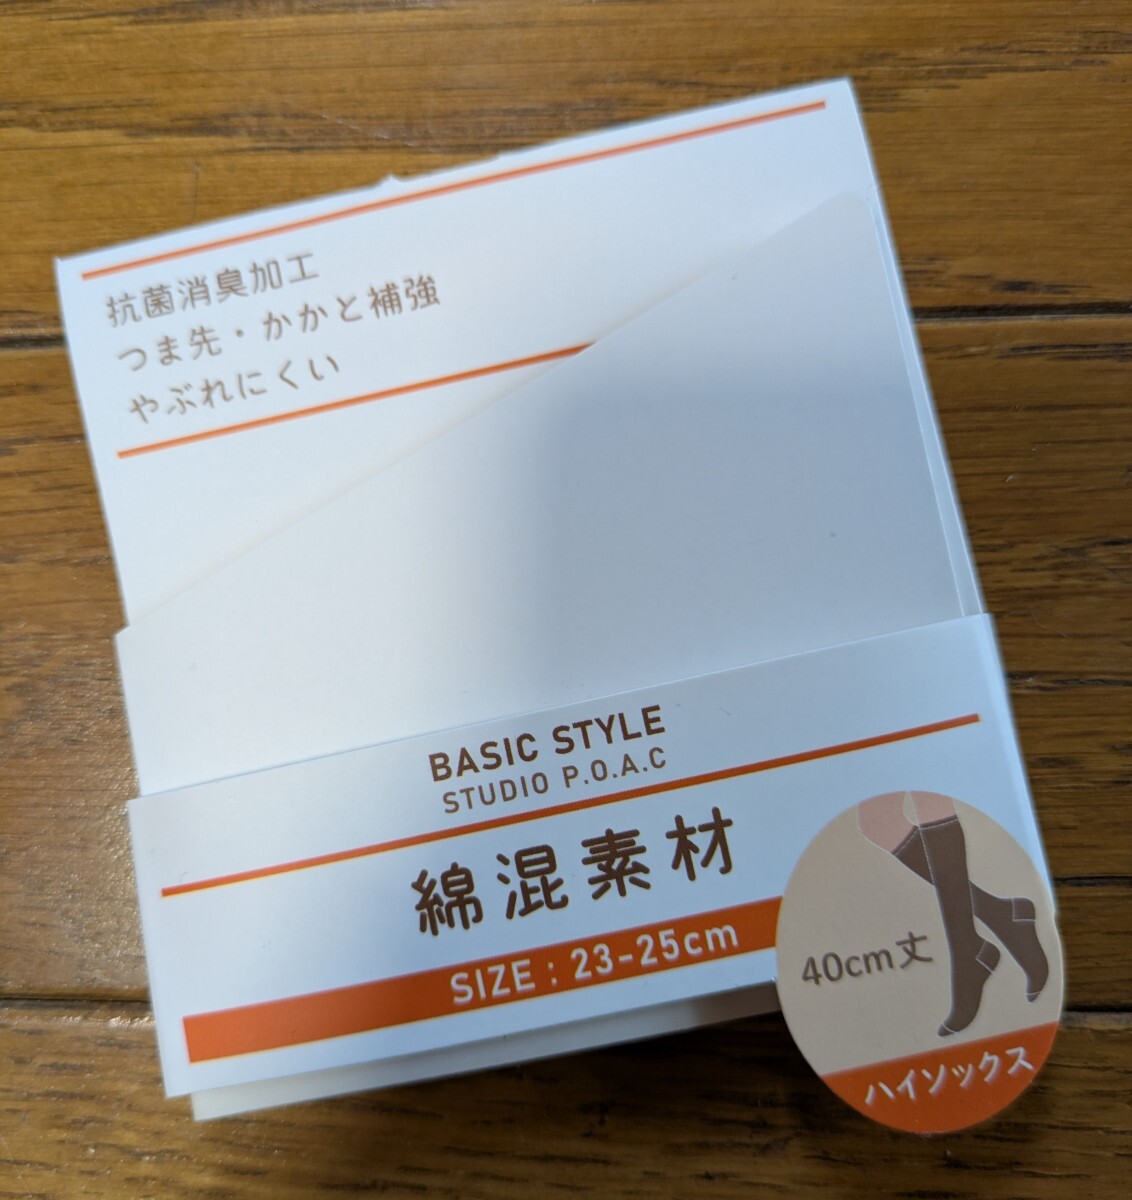 抗菌消臭加工
つま先・かかと補強
やぶれにくい
BASIC STYLE
STUDIO P.O.A.C
綿混素材
SIZE : 23-25cm
40cm丈
ハイソックス